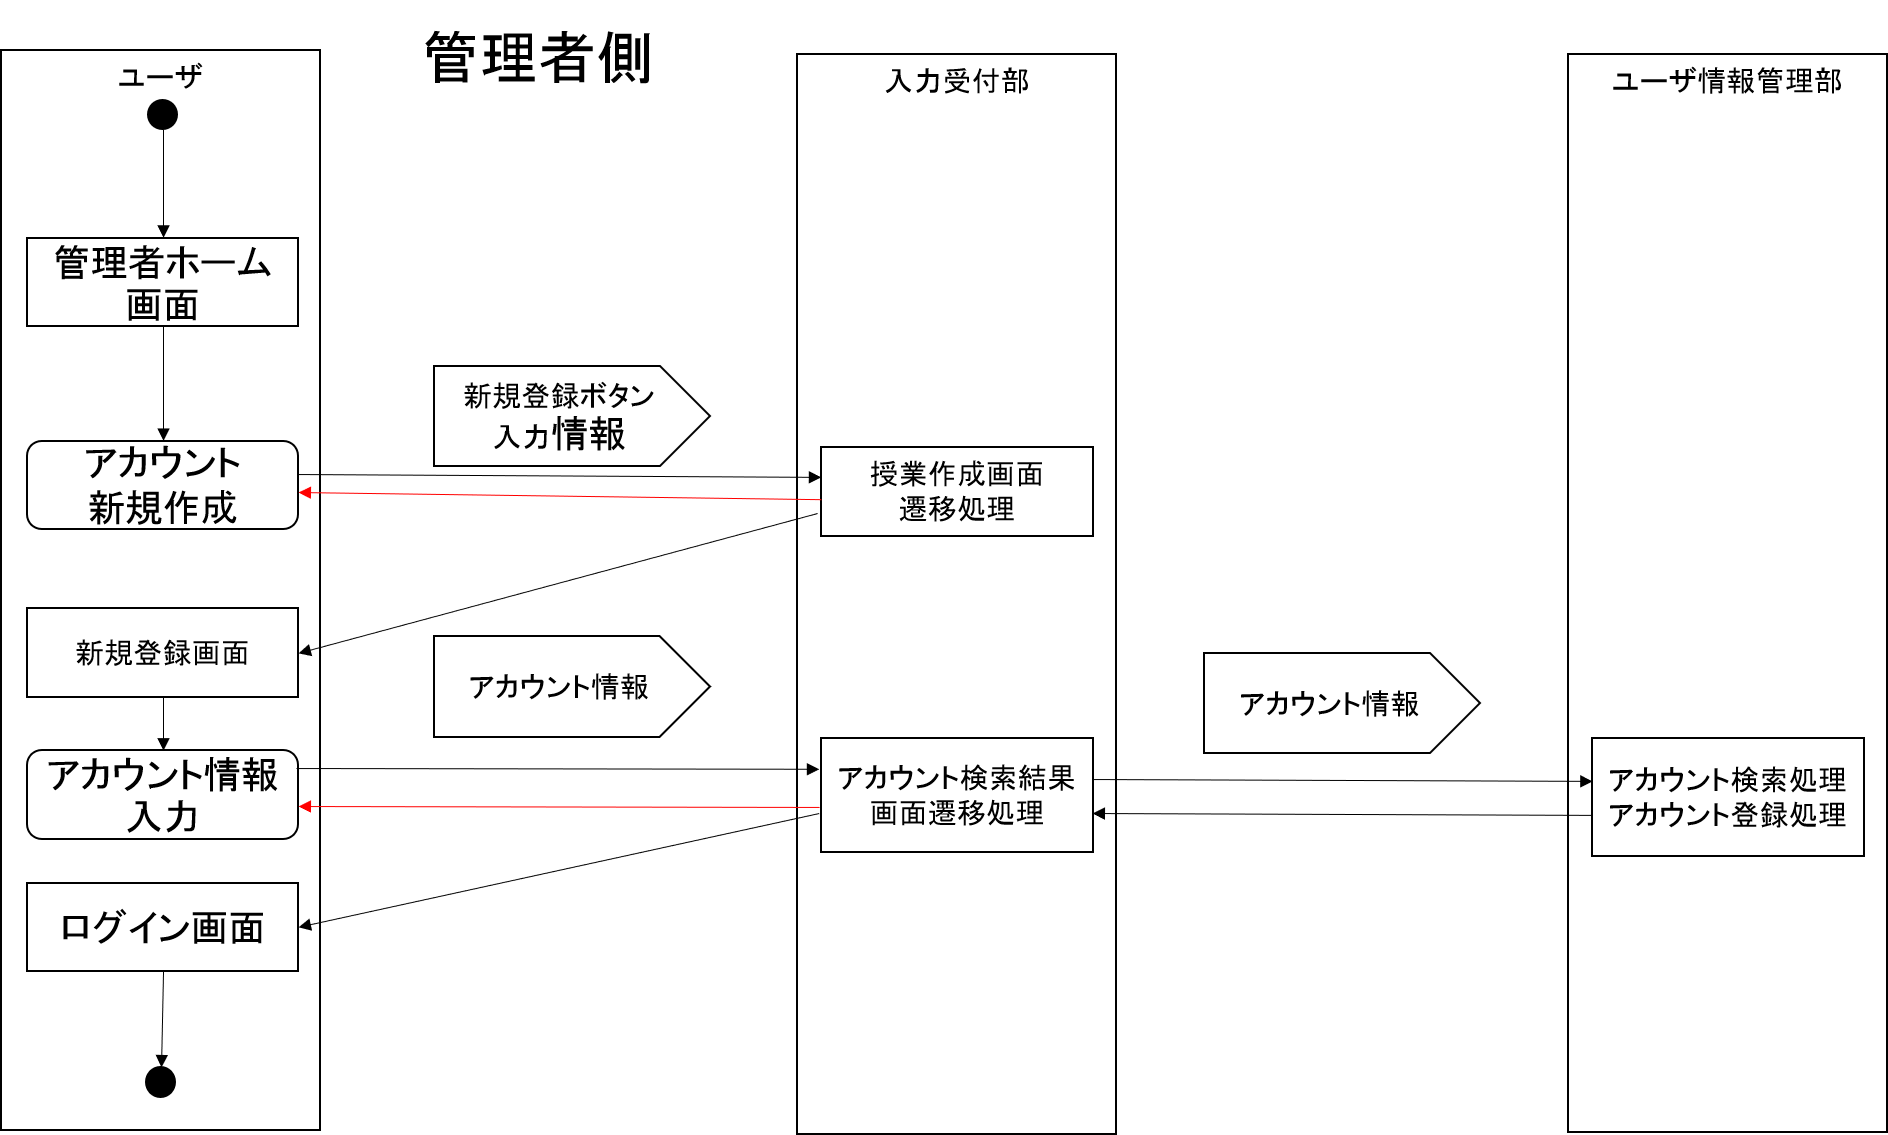 管理者側
ユーザ
管理者ホーム
画面
アカウント
新規作成
新規登録画面
アカウント情報
入力
ログイン画面
新規登録ボタン
入力情報
アカウント情報
入力受付部
授業作成画面
遷移処理
アカウント検索結果
画面遷移処理
アカウント情報
ユーザ情報管理部
アカウント検索処理
アカウント登録処理